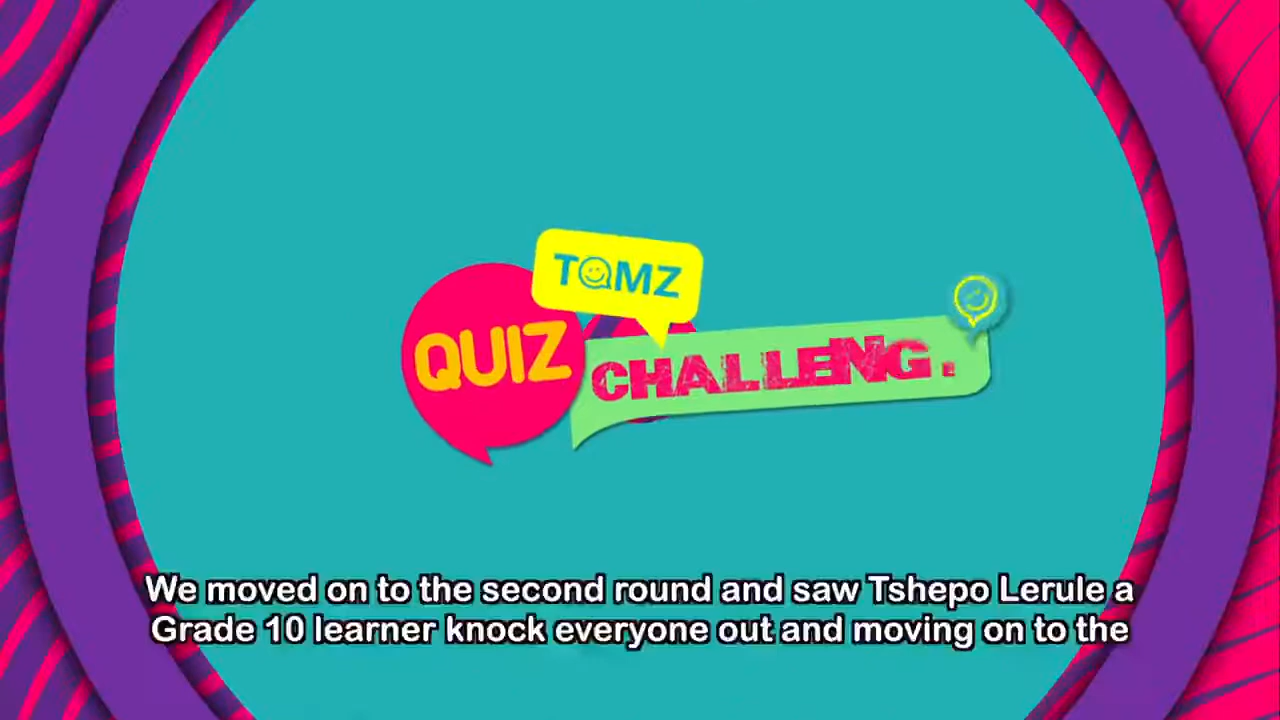 TQMZ
QUIZ
CHALLENG.
We moved on to the second round and saw Tshepo Lerule a
Grade 10 learner knock everyone out and moving on to the